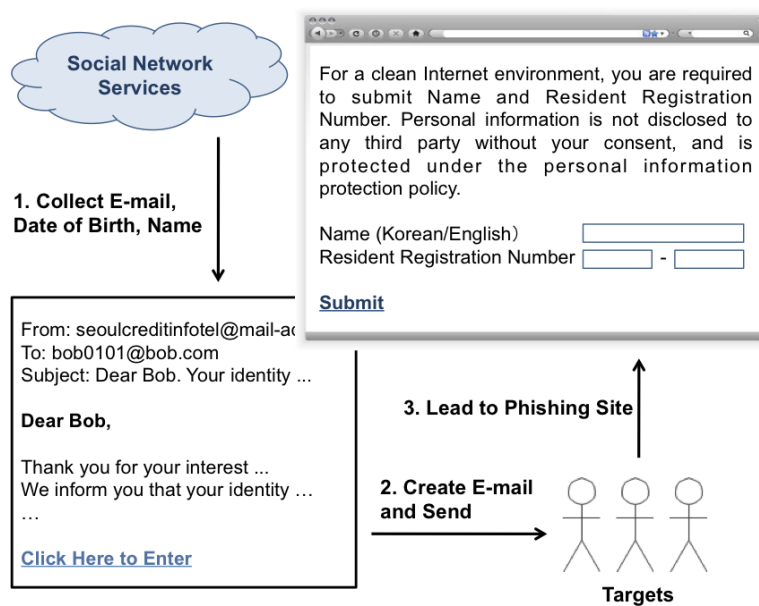 Social Network
Services
1. Collect E-mail,
Date of Birth, Name
For a clean Internet environment, you are required
to submit Name and Resident Registration
Number. Personal information is not disclosed to
any third party without your consent, and is
protected under the personal information
protection policy.
Name (Korean/English)
Resident Registration Number -
Submit
From: seoulcreditinfotel@mail-ac
To: bob0101@bob.com
Subject: Dear Bob. Your identity ...
Dear Bob,
Thank you for your interest ...
We inform you that your identity ...
...
Click Here to Enter
3. Lead to Phishing Site
2. Create E-mail
and Send
Targets